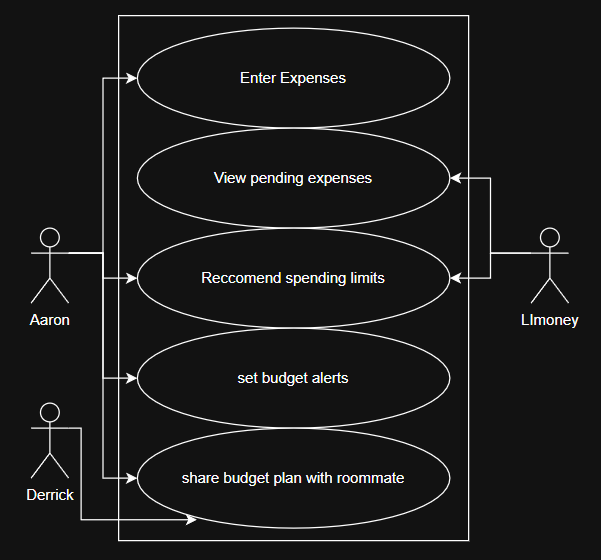 Enter Expenses
View pending expenses
Reccomend spending limits
Aaron
LImoney
set budget alerts
share budget plan with roommate
Derrick